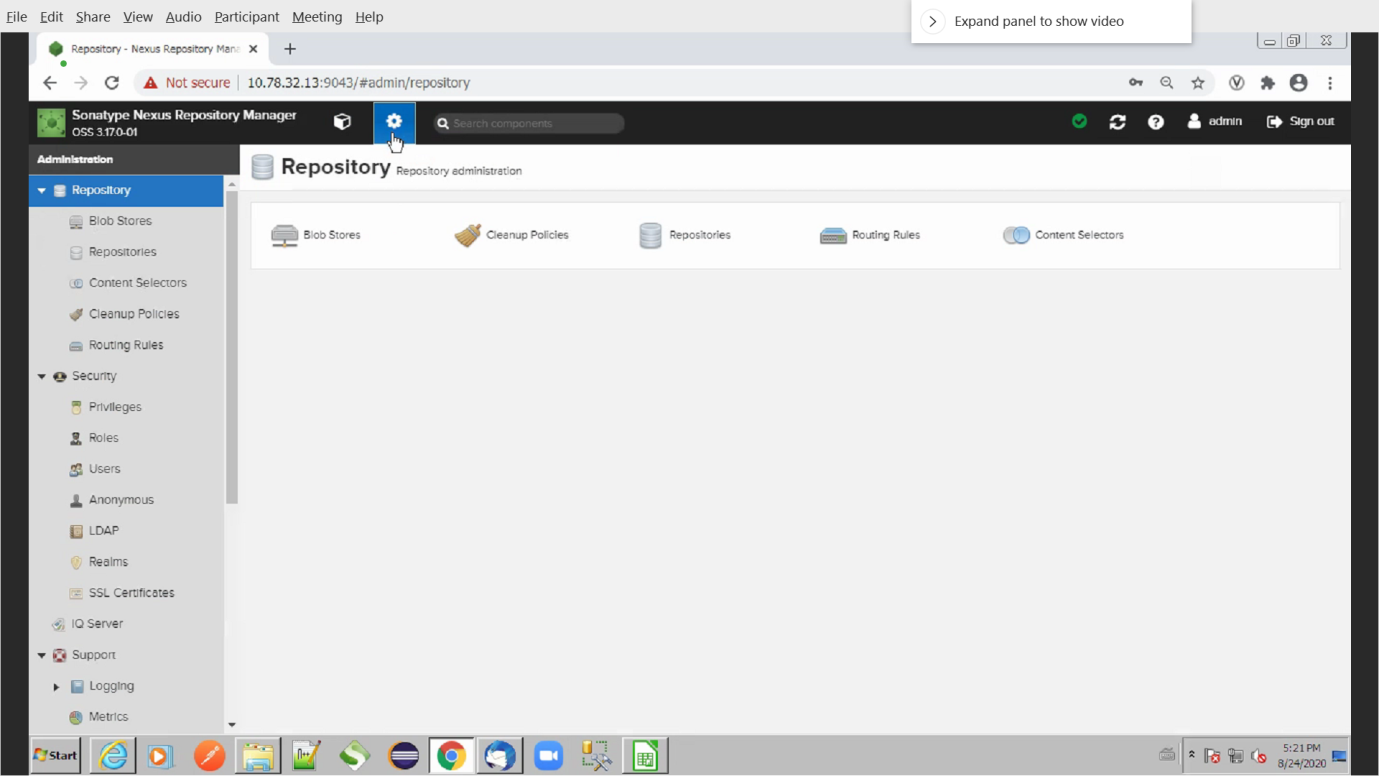 File Edit Share View Audio Participant Meeting Help
Expand panel to show video
Repository - Nexus Repository Mana
Not secure 10.78.32.13:9043/#admin/repository
Sonatype Nexus Repository Manager
OSS 3.17.0-01
Search components
admin
Sign out
Administration
Repository Repository administration
Repository
Blob Stores
Repositories
Content Selectors
Cleanup Policies
Routing Rules
Security
Privileges
Roles
Users
Anonymous
LDAP
Realms
SSL Certificates
IQ Server
Support
Logging
Metrics
Blob Stores Cleanup Policies Repositories Routing Rules Content Selectors
Start
5:21 PM
8/24/2020